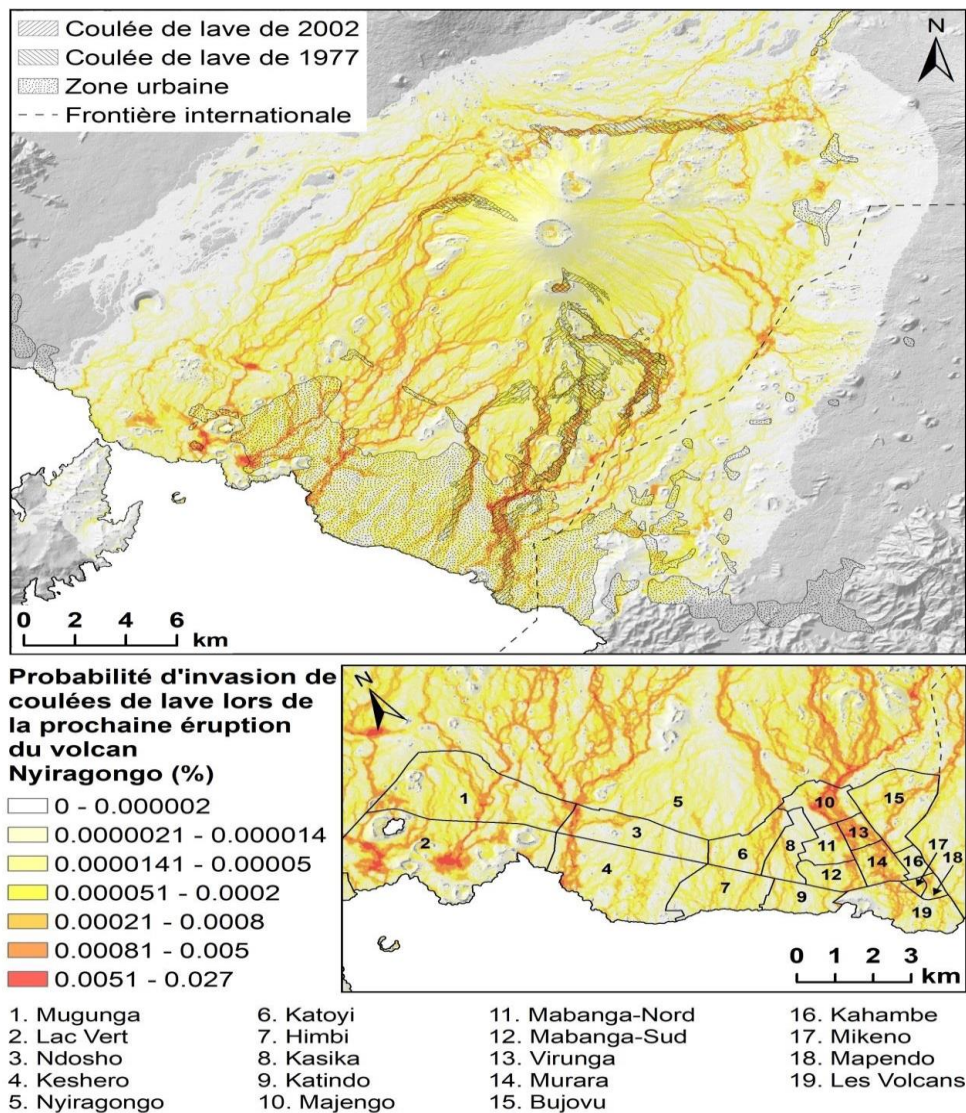 Coulée de lave de 2002
Coulée de lave de 1977
Zone urbaine
Frontière internationale
N
0 2 4 6
km
Probabilité d'invasion de
coulées de lave lors de
la prochaine éruption
du volcan
Nyiragongo (%)
0 - 0.000002
0.0000021 - 0.000014
0.0000141 - 0.00005
0.000051 - 0.0002
0.00021 - 0.0008
0.00081 - 0.005
0.0051 - 0.027
N
1
2
3
4
5
6
7
8
9
10
11
12
13
14
15
16
17
18
19
0 1 2 3
km
1. Mugunga
2. Lac Vert
3. Ndosho
4. Keshero
5. Nyiragongo
6. Katoyi
7. Himbi
8. Kasika
9. Katindo
10. Majengo
11. Mabanga-Nord
12. Mabanga-Sud
13. Virunga
14. Murara
15. Bujovu
16. Kahambe
17. Mikeno
18. Mapendo
19. Les Volcans